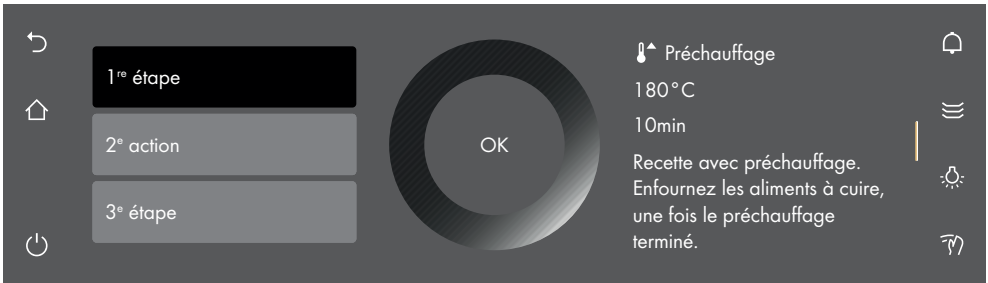 1ʳᵉ étape
2ᵉ action
3ᵉ étape
OK
Préchauffage
180°C
10min
Recette avec préchauffage.
Enfournez les aliments à cuire,
une fois le préchauffage
terminé.